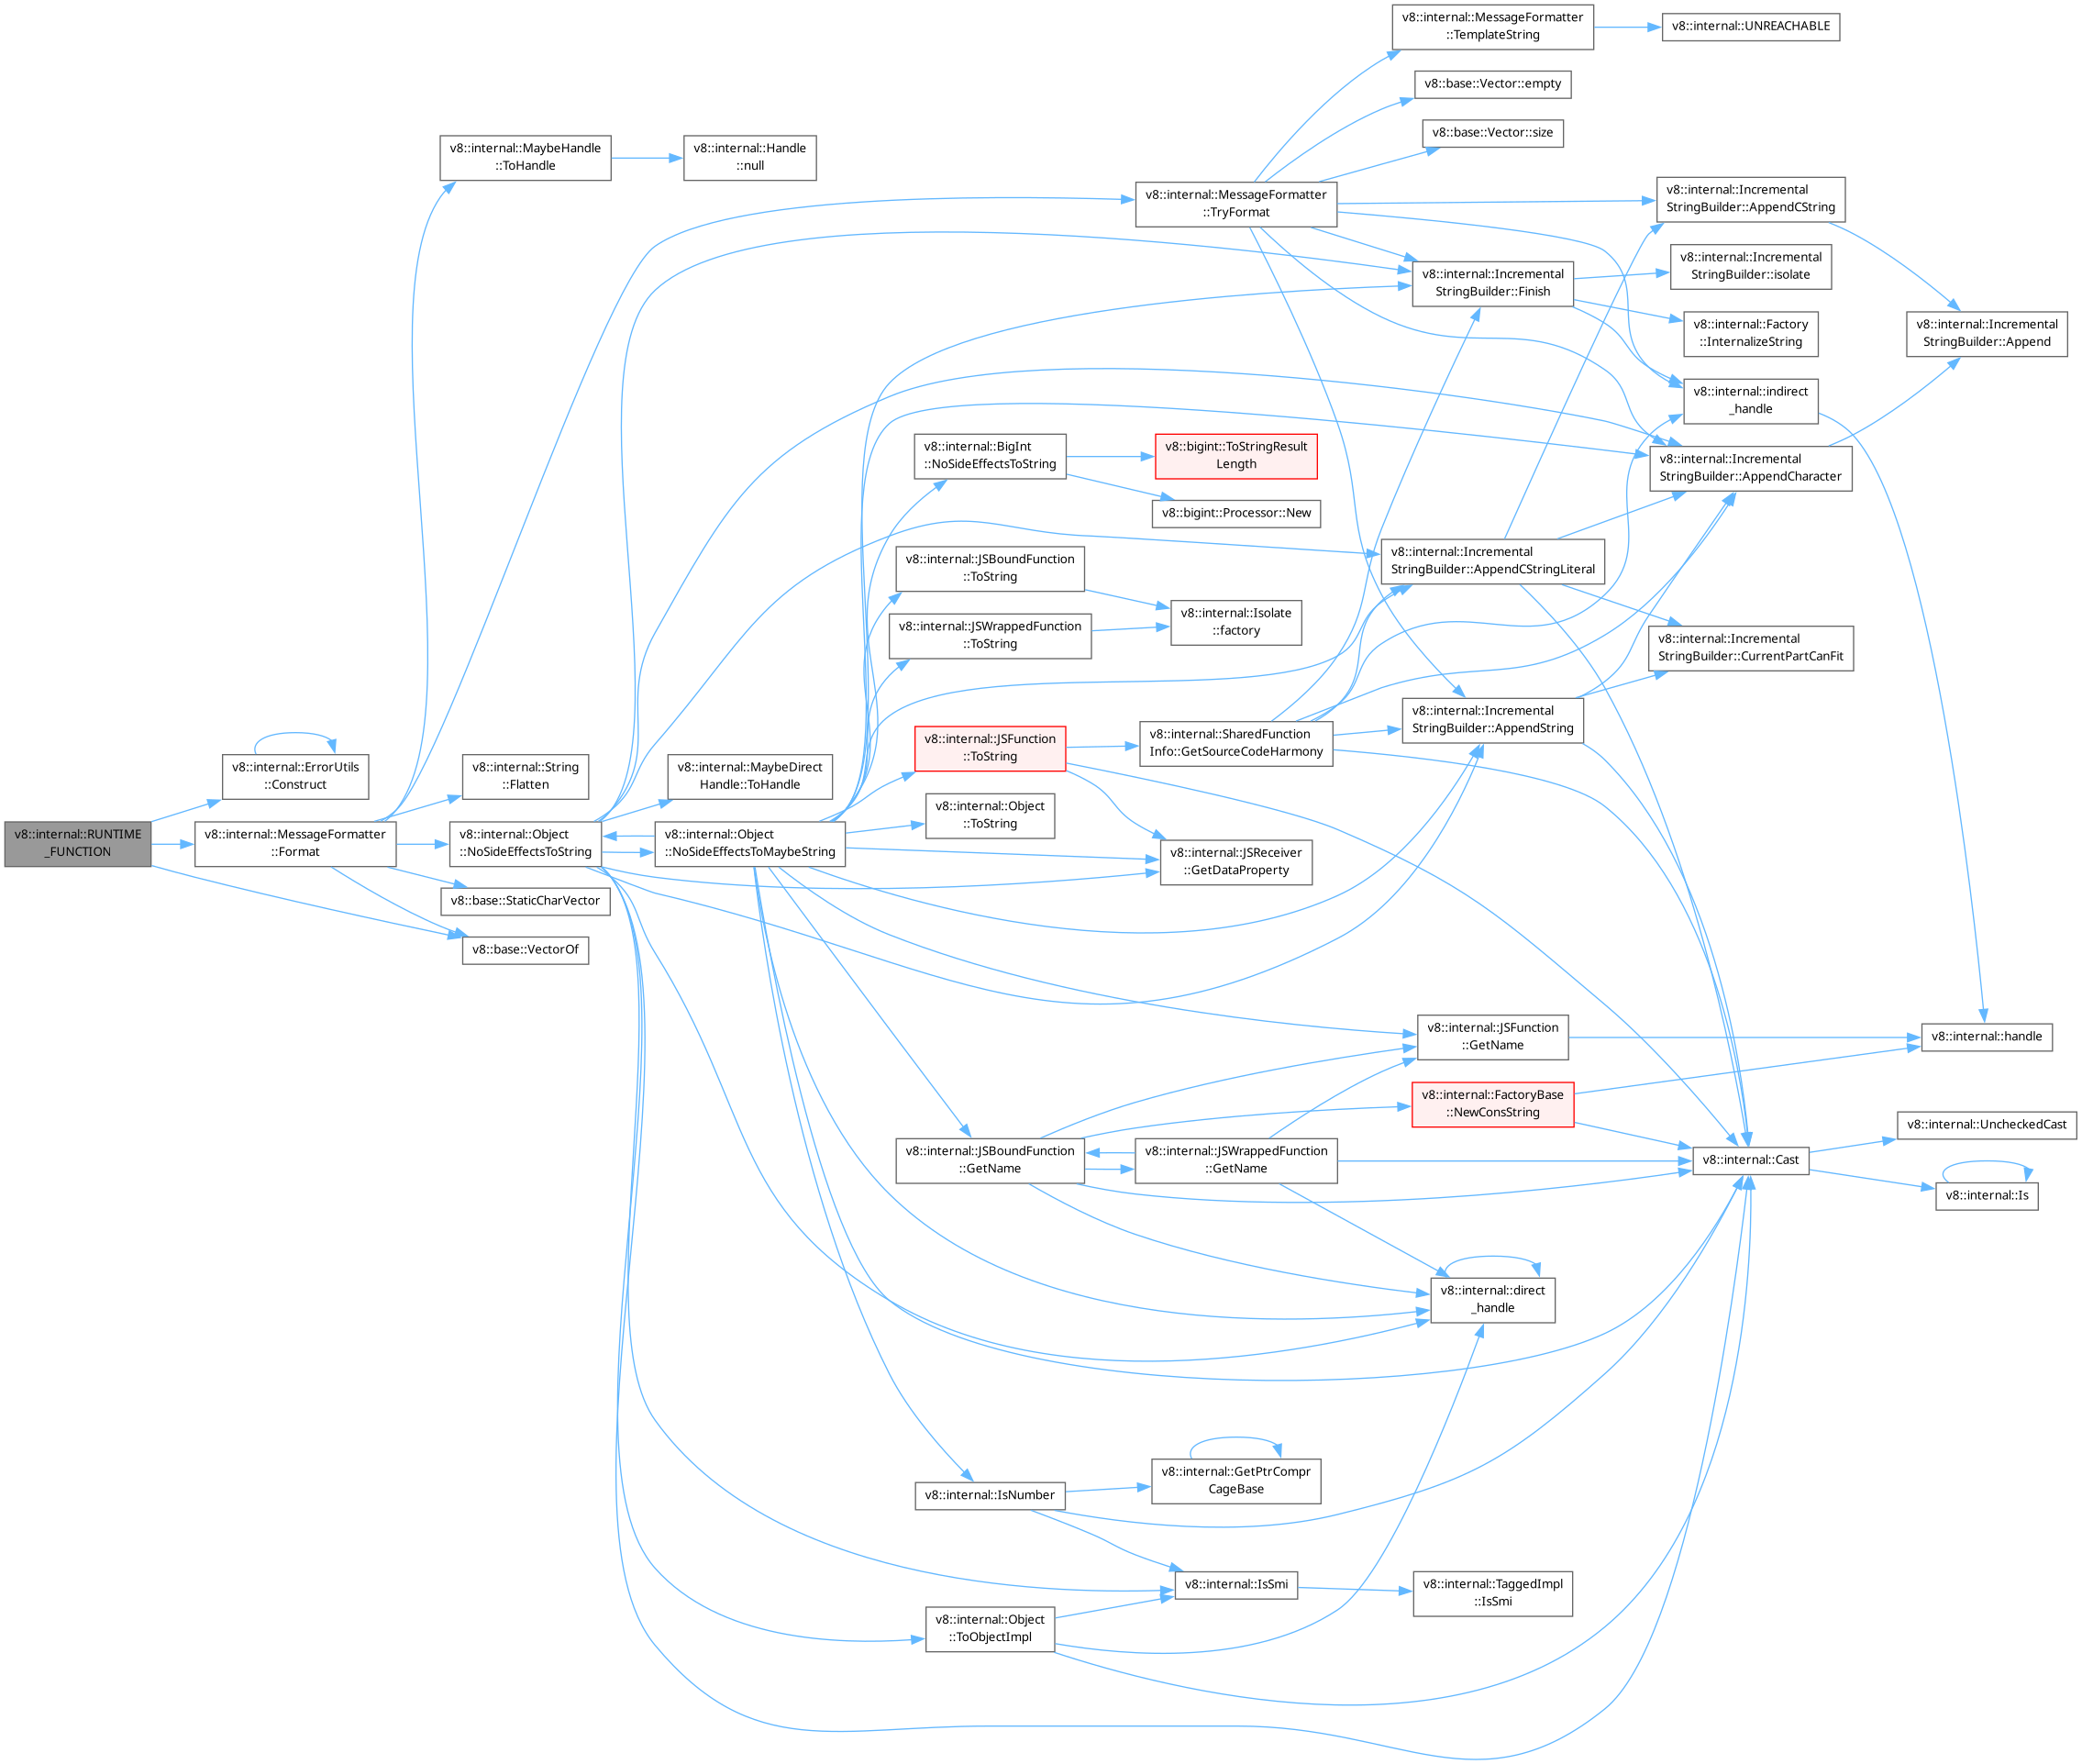 v8::internal::MessageFormatter
::TemplateString
v8::internal::UNREACHABLE
v8::base::Vector::empty
v8::base::Vector::size
v8::internal::MaybeHandle
::ToHandle
v8::internal::Handle
::null
v8::internal::MessageFormatter
::TryFormat
v8::internal::Incremental
StringBuilder::AppendCString
v8::internal::Incremental
StringBuilder::isolate
v8::internal::Incremental
StringBuilder::Finish
v8::internal::Factory
::InternalizeString
v8::internal::Incremental
StringBuilder::Append
v8::internal::indirect
_handle
v8::internal::BigInt
::NoSideEffectsToString
v8::bigint::ToStringResult
Length
v8::internal::Incremental
StringBuilder::AppendCharacter
v8::bigint::Processor::New
v8::internal::JSBoundFunction
::ToString
v8::internal::Incremental
StringBuilder::AppendCStringLiteral
v8::internal::Isolate
::factory
v8::internal::JSWrappedFunction
::ToString
v8::internal::Incremental
StringBuilder::CurrentPartCanFit
v8::internal::ErrorUtils
::Construct
v8::internal::String
::Flatten
v8::internal::MaybeDirect
Handle::ToHandle
v8::internal::JSFunction
::ToString
v8::internal::SharedFunction
Info::GetSourceCodeHarmony
v8::internal::Incremental
StringBuilder::AppendString
v8::internal::RUNTIME
_FUNCTION
v8::internal::MessageFormatter
::Format
v8::internal::Object
::NoSideEffectsToString
v8::internal::Object
::NoSideEffectsToMaybeString
v8::internal::Object
::ToString
v8::internal::JSReceiver
::GetDataProperty
v8::base::StaticCharVector
v8::base::VectorOf
v8::internal::JSFunction
::GetName
v8::internal::handle
v8::internal::FactoryBase
::NewConsString
v8::internal::JSBoundFunction
::GetName
v8::internal::JSWrappedFunction
::GetName
v8::internal::Cast
v8::internal::UncheckedCast
v8::internal::Is
v8::internal::direct
_handle
v8::internal::IsNumber
v8::internal::GetPtrCompr
CageBase
v8::internal::IsSmi
v8::internal::TaggedImpl
::IsSmi
v8::internal::Object
::ToObjectImpl